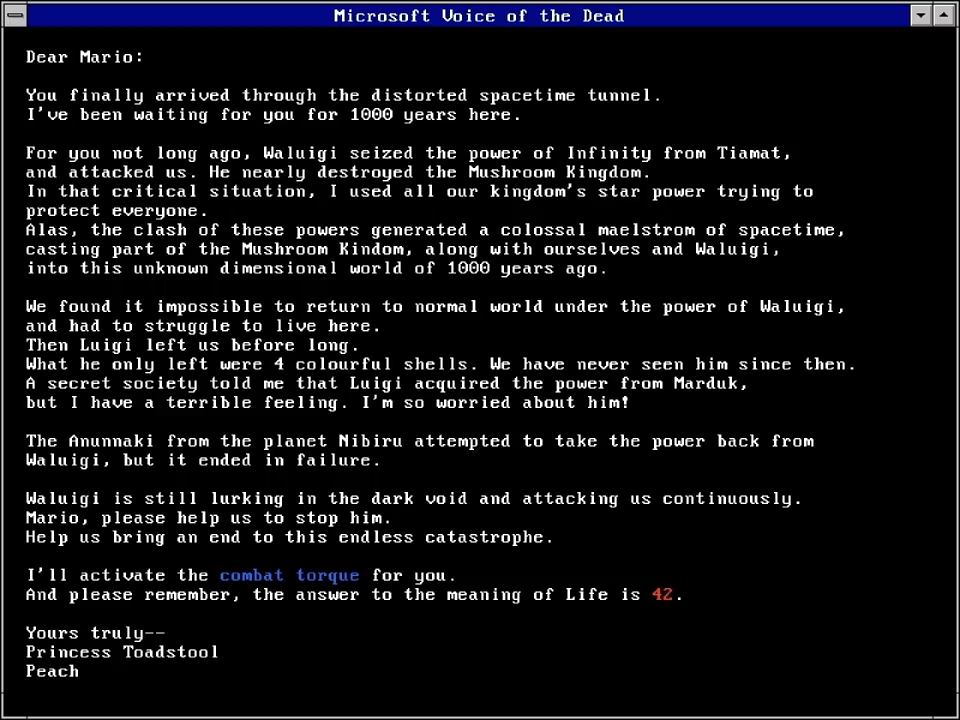 Microsoft Voice of the Dead
Dear Mario:
You finally arrived through the distorted spacetime tunnel.
I've been waiting for you for 1000 years here.
For you not long ago, Waluigi seized the power of Infinity from Tiamat,
and attacked us. He nearly destroyed the Mushroom Kingdom.
In that critical situation, I used all our kingdom's star power trying to
protect everyone.
Alas, the clash of these powers generated a colossal maelstrom of spacetime,
casting part of the Mushroom Kindom, along with ourselves and Waluigi,
into this unknown dimensional world of 1000 years ago.
We found it impossible to return to normal world under the power of Waluigi,
and had to struggle to live here.
Then Luigi left us before long.
What he only left were 4 colourful shells. We have never seen him since then.
A secret society told me that Luigi acquired the power from Marduk,
but I have a terrible feeling. I'm so worried about him!
The Anunnaki from the planet Nibiru attempted to take the power back from
Waluigi, but it ended in failure.
Waluigi is still lurking in the dark void and attacking us continuously.
Mario, please help us to stop him.
Help us bring an end to this endless catastrophe.
I'll activate the combat torque for you.
And please remember, the answer to the meaning of Life is 42.
Yours truly--
Princess Toadstool
Peach